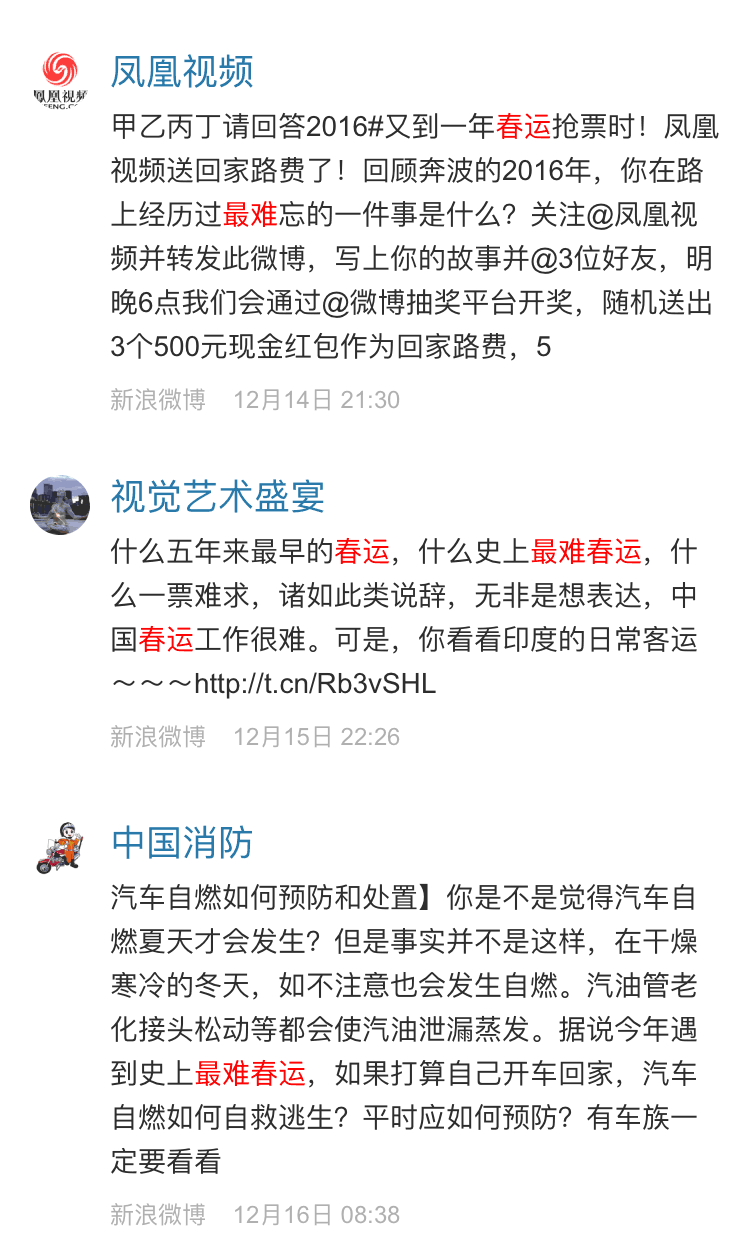 凤凰视频
凤凰视频
甲乙丙丁请回答2016#又到一年春运抢票时！凤凰
视频送回家路费了！回顾奔波的2016年，你在路
上经历过最难忘的一件事是什么？关注@凤凰视
频并转发此微博，写上你的故事并@3位好友，明
晚6点我们会通过@微博抽奖平台开奖，随机送出
3个500元现金红包作为回家路费，5
新浪微博 12月14日 21:30
视觉艺术盛宴
什么五年来最早的春运，什么史上最难春运，什
么一票难求，诸如此类说辞，无非是想表达，中
国春运工作很难。可是，你看看印度的日常客运
～～～http://t.cn/Rb3vSHL
新浪微博 12月15日 22:26
中国消防
汽车自燃如何预防和处置】你是不是觉得汽车自
燃夏天才会发生？但是事实并不是这样，在干燥
寒冷的冬天，如不注意也会发生自燃。汽油管老
化接头松动等都会使汽油泄漏蒸发。据说今年遇
到史上最难春运，如果打算自己开车回家，汽车
自燃如何自救逃生？平时应如何预防？有车族一
定要看看
新浪微博 12月16日 08:38